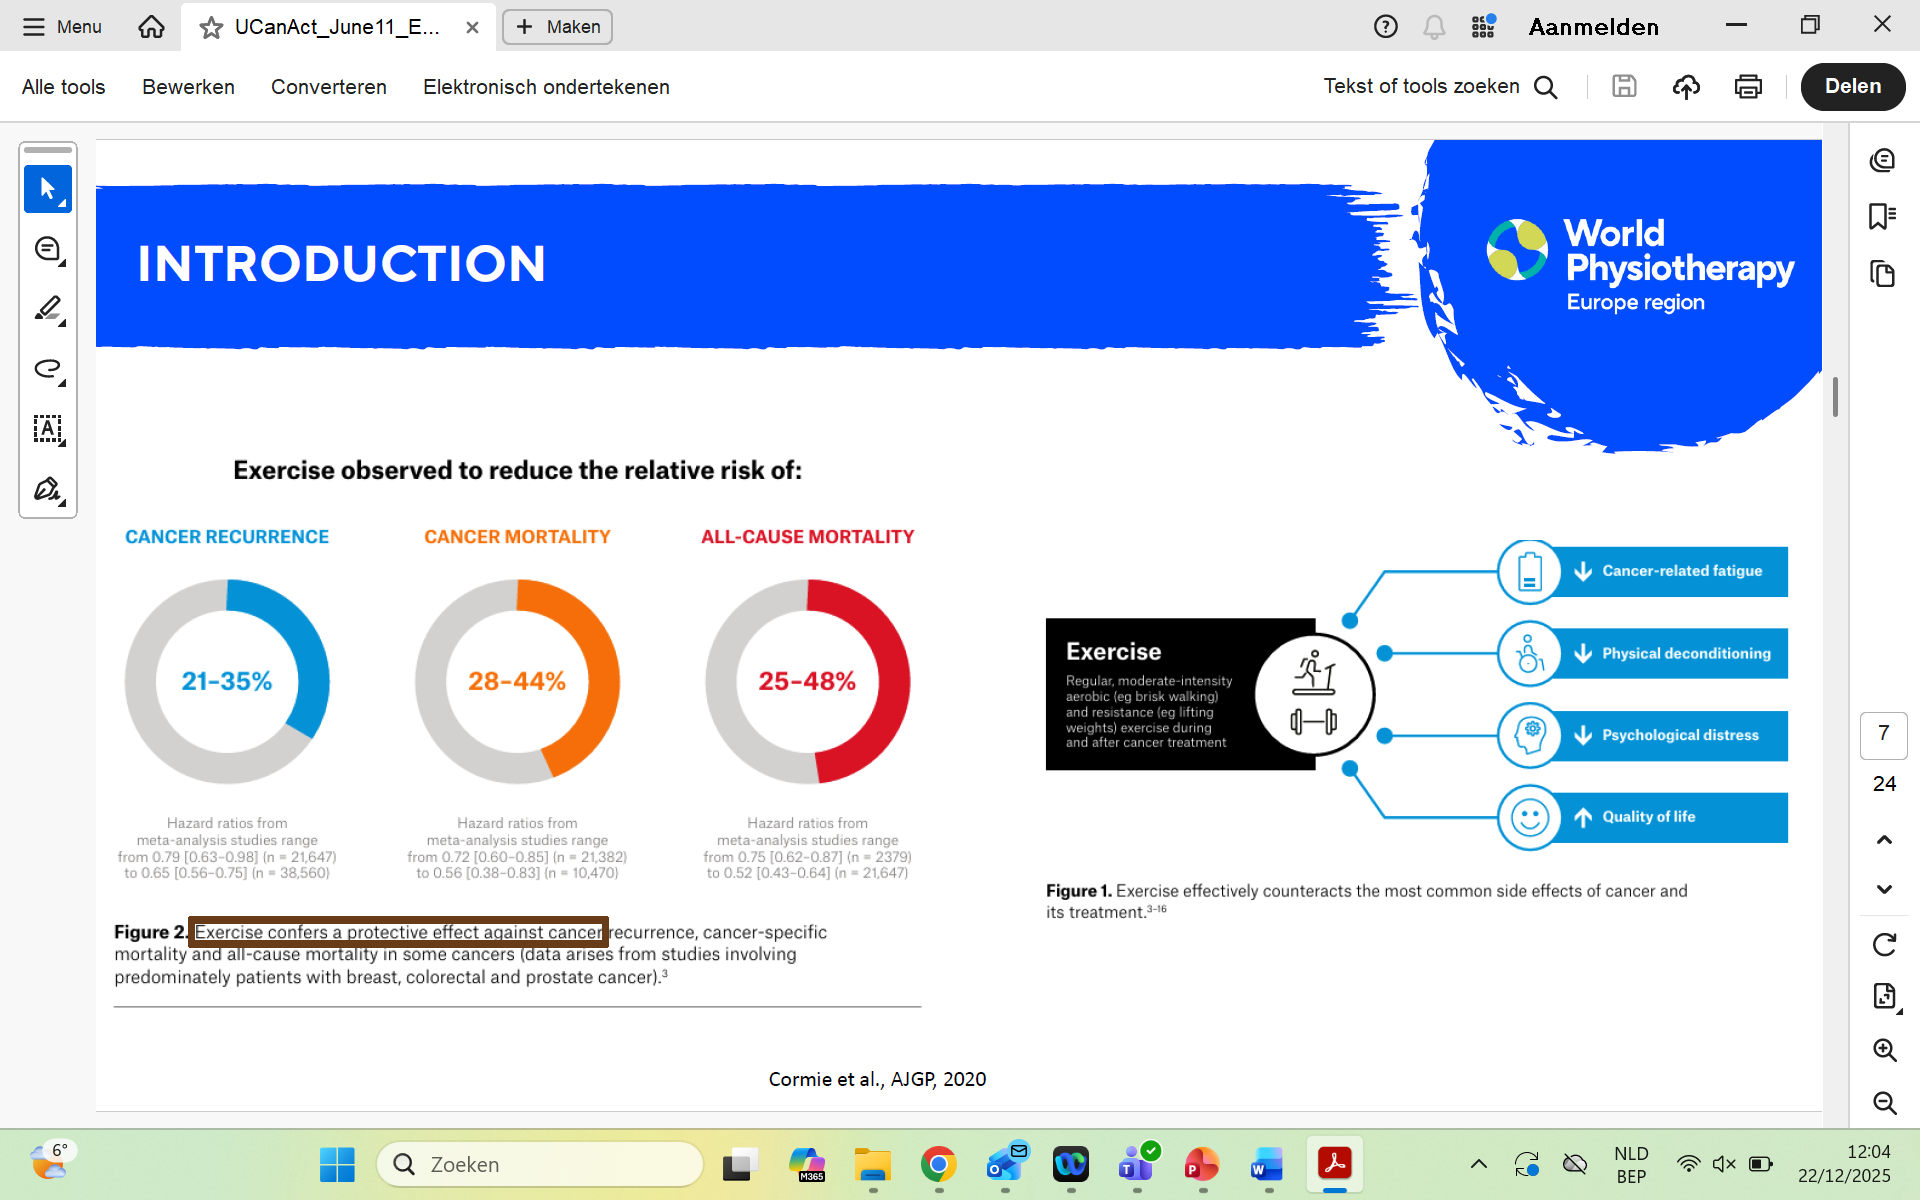 Menu
UCanAct_June11_E...
Maken
Aanmelden
Alle tools
Bewerken
Converteren
Elektronisch ondertekenen
Tekst of tools zoeken
Delen
INTRODUCTION
World
Physiotherapy
Europe region
Exercise observed to reduce the relative risk of:
CANCER RECURRENCE
21–35%
Hazard ratios from
meta-analysis studies range
from 0.79 [0.63–0.98] (n = 21,647)
to 0.65 [0.56–0.75] (n = 38,560)
CANCER MORTALITY
28–44%
Hazard ratios from
meta-analysis studies range
from 0.72 [0.60–0.85] (n = 21,382)
to 0.56 [0.38–0.83] (n = 10,470)
ALL-CAUSE MORTALITY
25–48%
Hazard ratios from
meta-analysis studies range
from 0.75 [0.62–0.87] (n = 2379)
to 0.52 [0.43–0.64] (n = 21,647)
Figure 2. Exercise confers a protective effect against cancer recurrence, cancer-specific
mortality and all-cause mortality in some cancers (data arises from studies involving
predominately patients with breast, colorectal and prostate cancer).3
Exercise
Regular, moderate-intensity
aerobic (eg brisk walking)
and resistance (eg lifting
weights) exercise during
and after cancer treatment
Cancer-related fatigue
Physical deconditioning
Psychological distress
Quality of life
Figure 1. Exercise effectively counteracts the most common side effects of cancer and
its treatment.3–16
Cormie et al., AJGP, 2020
7
24
6°
Zoeken
M365
NLD
BEP
12:04
22/12/2025